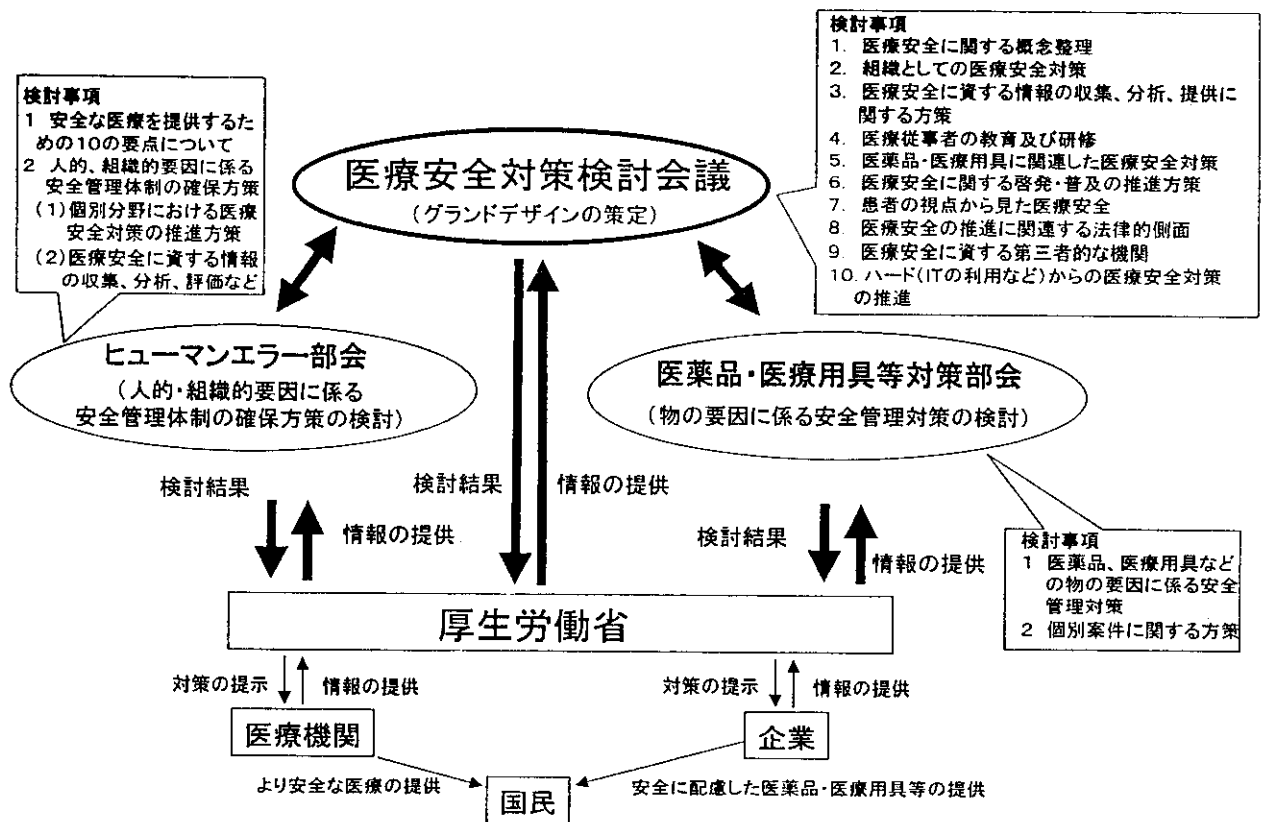 検討事項
1 安全な医療を提供するた
めの10の要点について
2 人的、組織的要因に係る
安全管理体制の確保方策
(1)個別分野における医療
安全対策の推進方策
(2)医療安全に資する情報
の収集、分析、評価など
検討事項
1. 医療安全に関する概念整理
2. 組織としての医療安全対策
3. 医療安全に資する情報の収集、分析、提供に
関する方策
4. 医療従事者の教育及び研修
5. 医薬品・医療用具に関連した医療安全対策
6. 医療安全に関する啓発・普及の推進方策
7. 患者の視点から見た医療安全
8. 医療安全の推進に関連する法律的側面
9. 医療安全に資する第三者的な機関
10. ハード(ITの利用など)からの医療安全対策
の推進
医療安全対策検討会議
(グランドデザインの策定)
ヒューマンエラー部会
(人的・組織的要因に係る
安全管理体制の確保方策の検討)
医薬品・医療用具等対策部会
(物の要因に係る安全管理対策の検討)
検討結果
情報の提供
検討結果
情報の提供
検討結果
情報の提供
検討事項
1 医薬品、医療用具など
の物の要因に係る安全
管理対策
2 個別案件に関する方策
厚生労働省
対策の提示
情報の提供
対策の提示
情報の提供
医療機関
企業
より安全な医療の提供
国民
安全に配慮した医薬品・医療用具等の提供